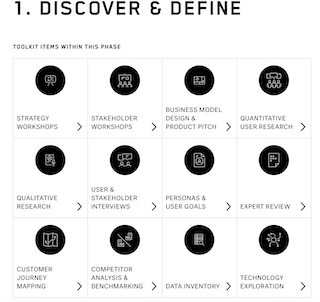 1. DISCOVER & DEFINE
TOOLKIT ITEMS WITHIN THIS PHASE
STRATEGY
WORKSHOPS
STAKEHOLDER
WORKSHOPS
BUSINESS MODEL
DESIGN &
PRODUCT PITCH
QUANTITATIVE
USER RESEARCH
QUALITATIVE
RESEARCH
USER &
STAKEHOLDER
INTERVIEWS
PERSONAS &
USER GOALS
EXPERT REVIEW
CUSTOMER
JOURNEY
MAPPING
COMPETITOR
ANALYSIS &
BENCHMARKING
DATA INVENTORY
TECHNOLOGY
EXPLORATION